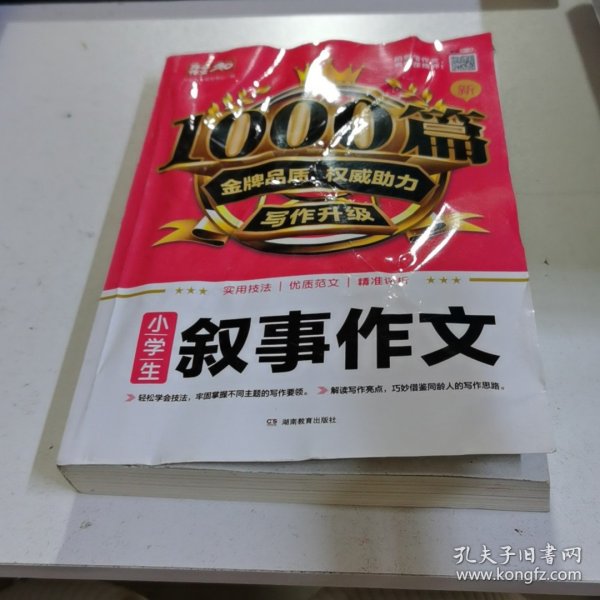 新
1000篇
金牌品质 权威助力
写作升级
实用技法 | 优质范文 | 精准评析
小学生
叙事作文
轻松学会技法,牢固掌握不同主题的写作要领。 解读写作亮点,巧妙借鉴同龄人的写作思路。
湖南教育出版社
孔夫子旧书网
www.kongfz.com